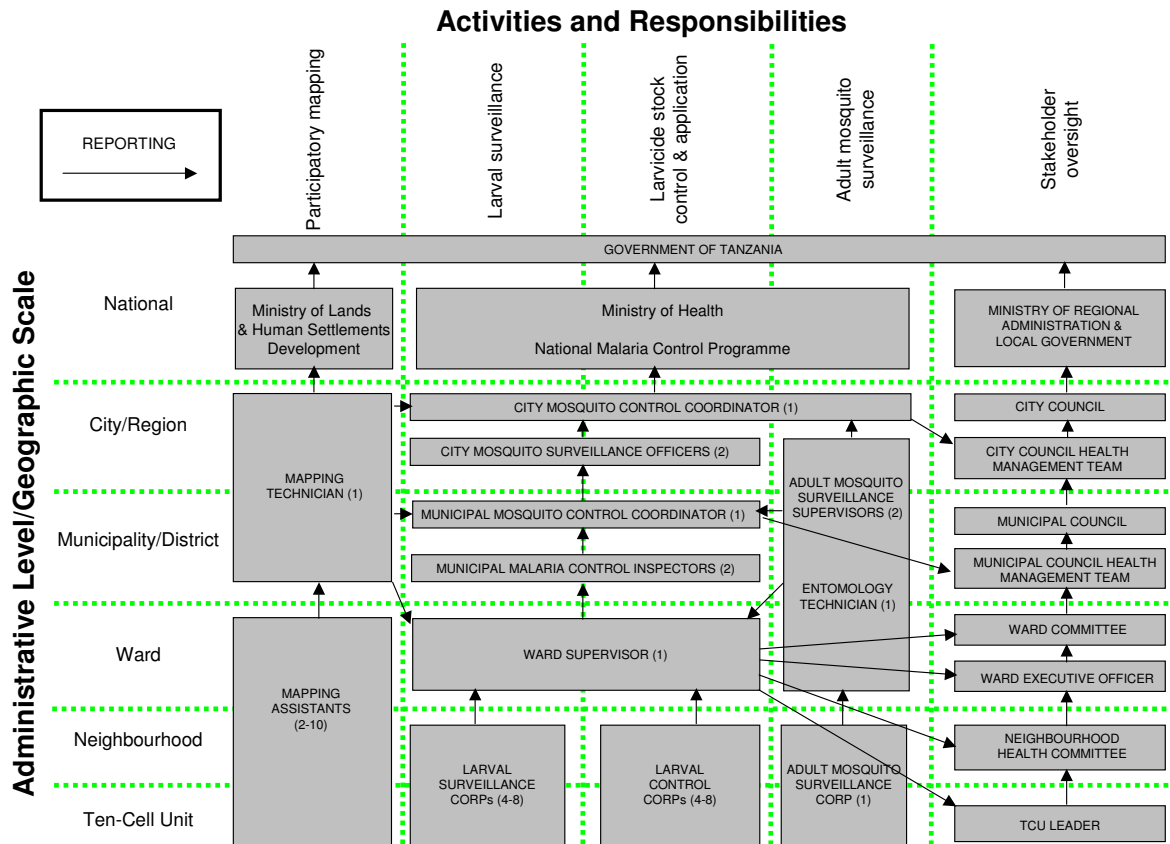 Activities and Responsibilities
REPORTING
Participatory mapping
Larval surveillance
Larvicide stock
control & application
Adult mosquito
surveillance
Stakeholder
oversight
Administrative Level/Geographic Scale
GOVERNMENT OF TANZANIA
National
Ministry of Lands
& Human Settlements
Development
Ministry of Health
National Malaria Control Programme
MINISTRY OF REGIONAL
ADMINISTRATION &
LOCAL GOVERNMENT
City/Region
MAPPING
TECHNICIAN (1)
CITY MOSQUITO CONTROL COORDINATOR (1)
CITY COUNCIL
CITY MOSQUITO SURVEILLANCE OFFICERS (2)
CITY COUNCIL HEALTH
MANAGEMENT TEAM
ADULT MOSQUITO
SURVEILLANCE
SUPERVISORS (2)
Municipality/District
MUNICIPAL MOSQUITO CONTROL COORDINATOR (1)
MUNICIPAL COUNCIL
MUNICIPAL MALARIA CONTROL INSPECTORS (2)
MUNICIPAL COUNCIL HEALTH
MANAGEMENT TEAM
ENTOMOLOGY
TECHNICIAN (1)
Ward
WARD SUPERVISOR (1)
WARD COMMITTEE
WARD EXECUTIVE OFFICER
MAPPING
ASSISTANTS
(2-10)
Neighbourhood
NEIGHBOURHOOD
HEALTH COMMITTEE
LARVAL
SURVEILLANCE
CORPs (4-8)
LARVAL
CONTROL
CORPs (4-8)
ADULT MOSQUITO
SURVEILLANCE
CORP (1)
Ten-Cell Unit
TCU LEADER